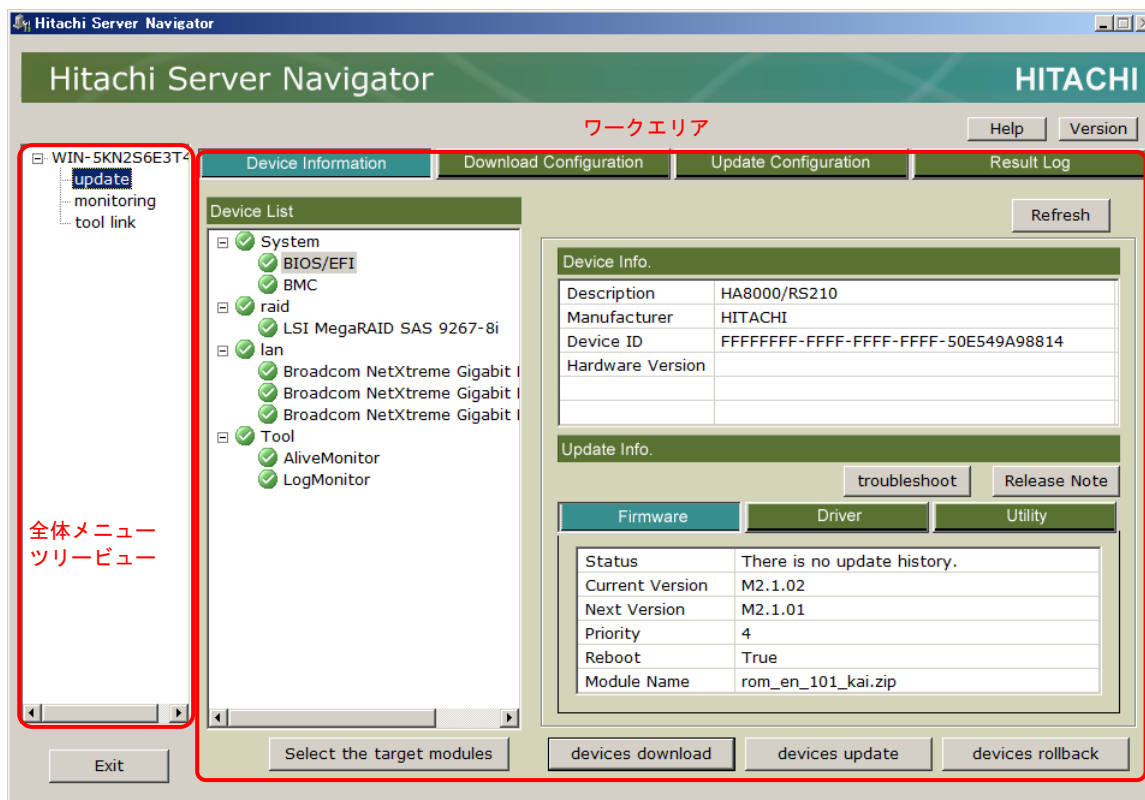 Hitachi Server Navigator
Hitachi Server Navigator
HITACHI
ワークエリア
Help
Version
WIN-5KN2S6E3T4
update
monitoring
tool link
全体メニュー
ツリービュー
Exit
Device Information
Download Configuration
Update Configuration
Result Log
Device List
System
BIOS/EFI
BMC
raid
LSI MegaRAID SAS 9267-8i
lan
Broadcom NetXtreme Gigabit
Broadcom NetXtreme Gigabit
Broadcom NetXtreme Gigabit
Tool
AliveMonitor
LogMonitor
Select the target modules
Refresh
Device Info.
Description HA8000/RS210
Manufacturer HITACHI
Device ID FFFFFFFF-FFFF-FFFF-FFFF-50E549A98814
Hardware Version
Update Info.
troubleshoot
Release Note
Firmware
Driver
Utility
Status There is no update history.
Current Version M2.1.02
Next Version M2.1.01
Priority 4
Reboot True
Module Name rom_en_101_kai.zip
devices download
devices update
devices rollback